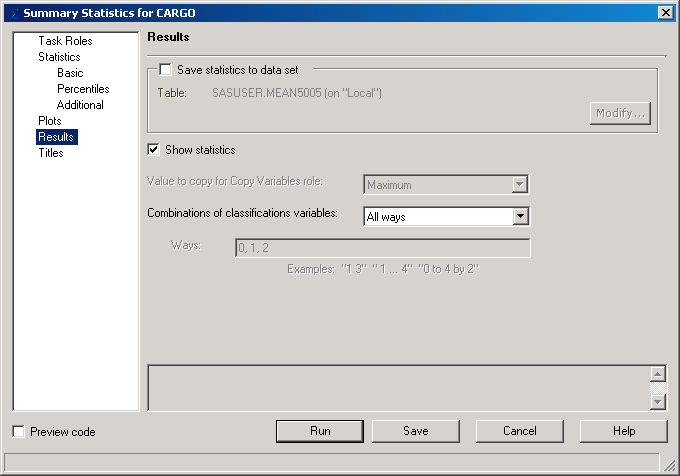 Summary Statistics for CARGO
Task Roles
Statistics
Basic
Percentiles
Additional
Plots
Results
Titles
Results
Save statistics to data set
Table: SASUSER.MEAN5005 (on "Local")
Modify...
Show statistics
Value to copy for Copy Variables role: Maximum
Combinations of classifications variables: All ways
Ways: 0, 1, 2
Examples: "1 3" "1 ... 4" "0 to 4 by 2"
Preview code
Run
Save
Cancel
Help